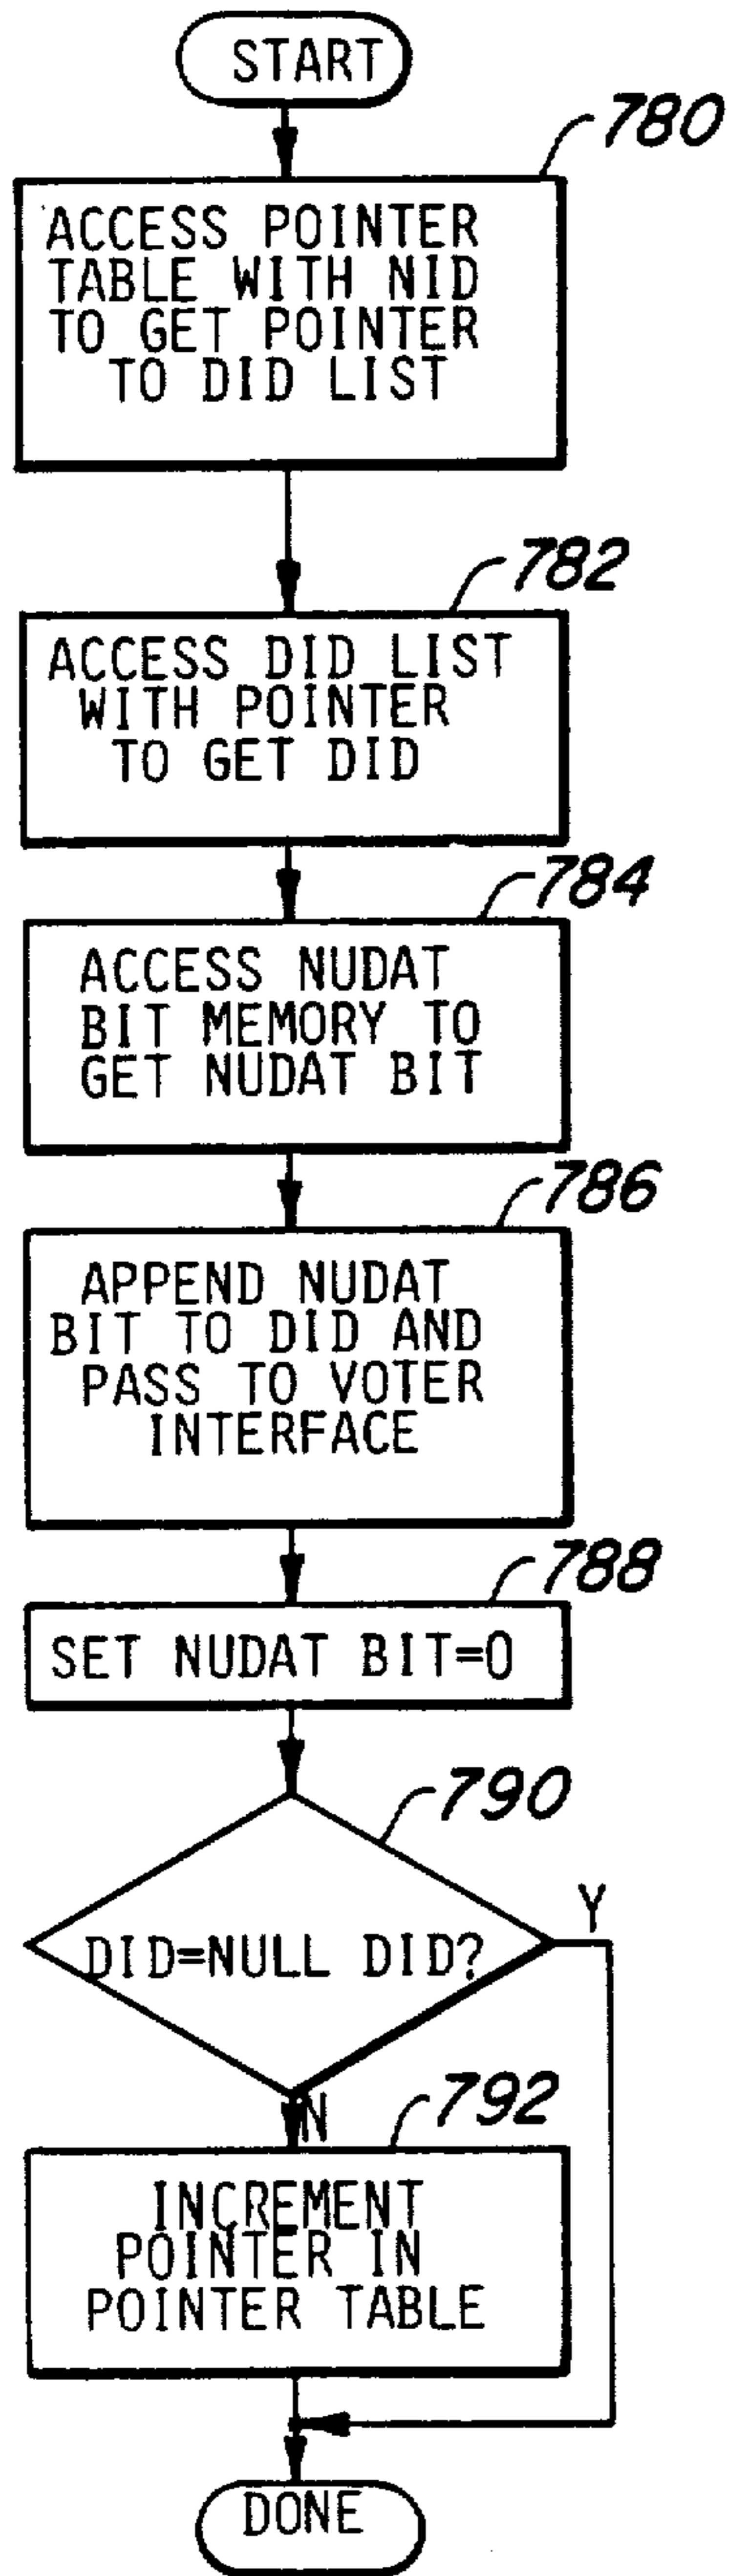 START
780
ACCESS POINTER
TABLE WITH NID
TO GET POINTER
TO DID LIST
782
ACCESS DID LIST
WITH POINTER
TO GET DID
784
ACCESS NUDAT
BIT MEMORY TO
GET NUDAT BIT
786
APPEND NUDAT
BIT TO DID AND
PASS TO VOTER
INTERFACE
788
SET NUDAT BIT=0
790
Y
DID=NULL DID?
N
792
INCREMENT
POINTER IN
POINTER TABLE
DONE